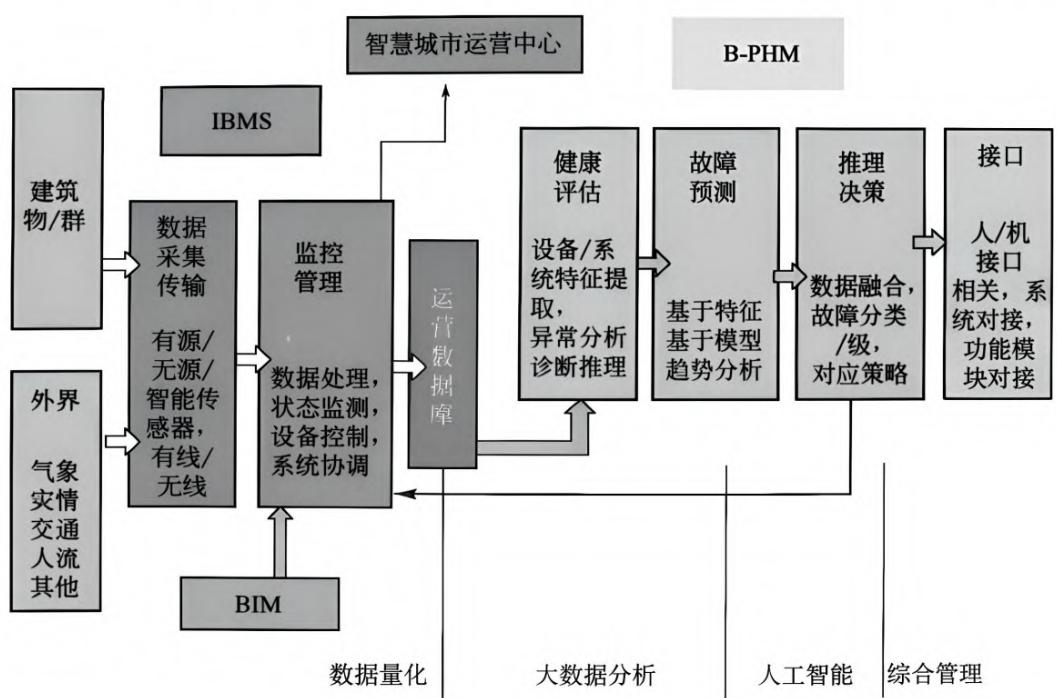 智慧城市运营中心
B-PHM
IBMS
建筑
物/群
外界
气象
灾情
交通
人流
其他
数据
采集
传输
有源/
无源/
智能传
感器,
有线/
无线
监控
管理
数据处理,
状态监测,
设备控制,
系统协调
BIM
运
营
数
据
库
健康
评估
设备/系
统特征提
取,
异常分析
诊断推理
故障
预测
基于特征
基于模型
趋势分析
推理
决策
数据融合,
故障分类
/级,
对应策略
接口
人/机
接口
相关,系
统对接,
功能模
块对接
数据量化
大数据分析
人工智能
综合管理